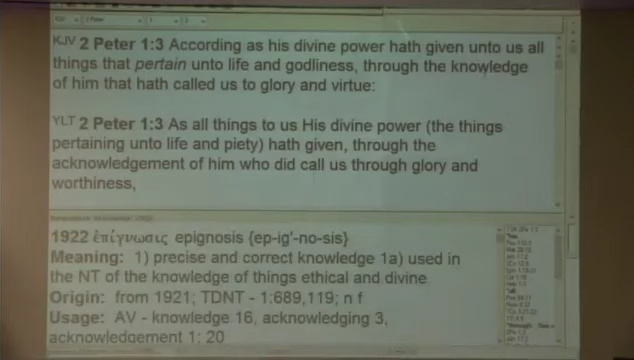 KJV 2 Peter 1:3 According as his divine power hath given unto us all
things that pertain unto life and godliness, through the knowledge
of him that hath called us to glory and virtue:
YLT 2 Peter 1:3 As all things to us His divine power (the things
pertaining unto life and piety) hath given, through the
acknowledgement of him who did call us through glory and
worthiness,
1922 ἐπίγνωσις epignosis {ep-ig'-no-sis}
Meaning: 1) precise and correct knowledge 1a) used in
the NT of the knowledge of things ethical and divine
Origin: from 1921; TDNT - 1:689,119; n f
Usage: AV - knowledge 16, acknowledging 3,
acknowledgement 1; 20